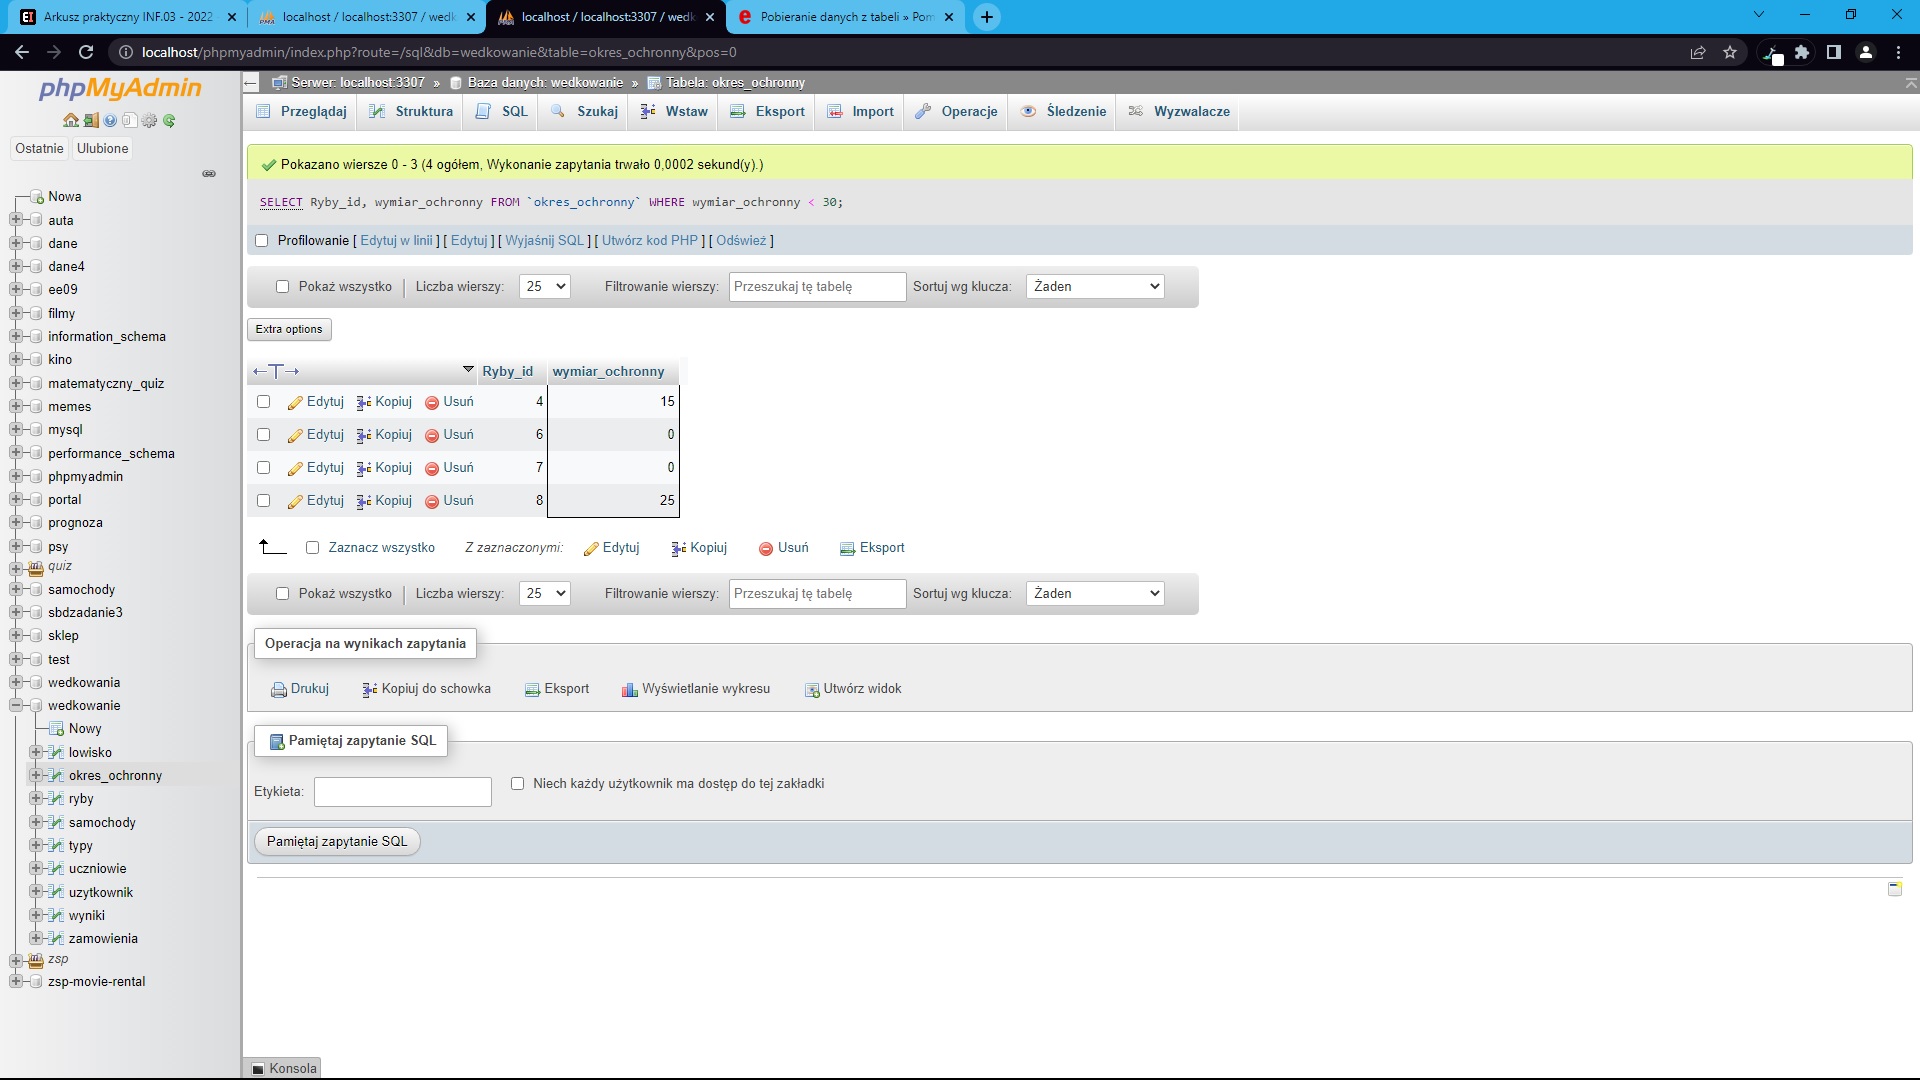 Arkusz praktyczny INF.03 - 2022
localhost / localhost:3307 / wedk
localhost / localhost:3307 / wedk
Pobieranie danych z tabeli » Pom
localhost/phpmyadmin/index.php?route=/sql&db=wedkowanie&table=okres_ochronny&pos=0
phpMyAdmin
Ostatnie Ulubione
Nowa
auta
dane
dane4
ee09
filmy
information_schema
kino
matematyczny_quiz
memes
mysql
performance_schema
phpmyadmin
portal
prognoza
psy
quiz
samochody
sbdzadanie3
sklep
test
wedkowania
wedkowanie
Nowy
lowisko
okres_ochronny
ryby
samochody
typy
uczniowie
uzytkownik
wyniki
zamowienia
zsp
zsp-movie-rental
Serwer: localhost:3307 » Baza danych: wedkowanie » Tabela: okres_ochronny
Przeglądaj Struktura SQL Szukaj Wstaw Eksport Import Operacje Śledzenie Wyzwalacze
Pokazano wiersze 0 - 3 (4 ogółem, Wykonanie zapytania trwało 0,0002 sekund(y).)
SELECT Ryby_id, wymiar_ochronny FROM `okres_ochronny` WHERE wymiar_ochronny < 30;
Profilowanie [ Edytuj w linii ] [ Edytuj ] [ Wyjaśnij SQL ] [ Utwórz kod PHP ] [ Odśwież ]
Pokaż wszystko | Liczba wierszy: 25 Filtrowanie wierszy: Przeszukaj tę tabelę Sortuj wg klucza: Żaden
Extra options
←T→ Ryby_id wymiar_ochronny
Edytuj Kopiuj Usuń 4 15
Edytuj Kopiuj Usuń 6 0
Edytuj Kopiuj Usuń 7 0
Edytuj Kopiuj Usuń 8 25
Zaznacz wszystko Z zaznaczonymi: Edytuj Kopiuj Usuń Eksport
Pokaż wszystko | Liczba wierszy: 25 Filtrowanie wierszy: Przeszukaj tę tabelę Sortuj wg klucza: Żaden
Operacja na wynikach zapytania
Drukuj Kopiuj do schowka Eksport Wyświetlanie wykresu Utwórz widok
Pamiętaj zapytanie SQL
Etykieta: Niech każdy użytkownik ma dostęp do tej zakładki
Pamiętaj zapytanie SQL
Konsola